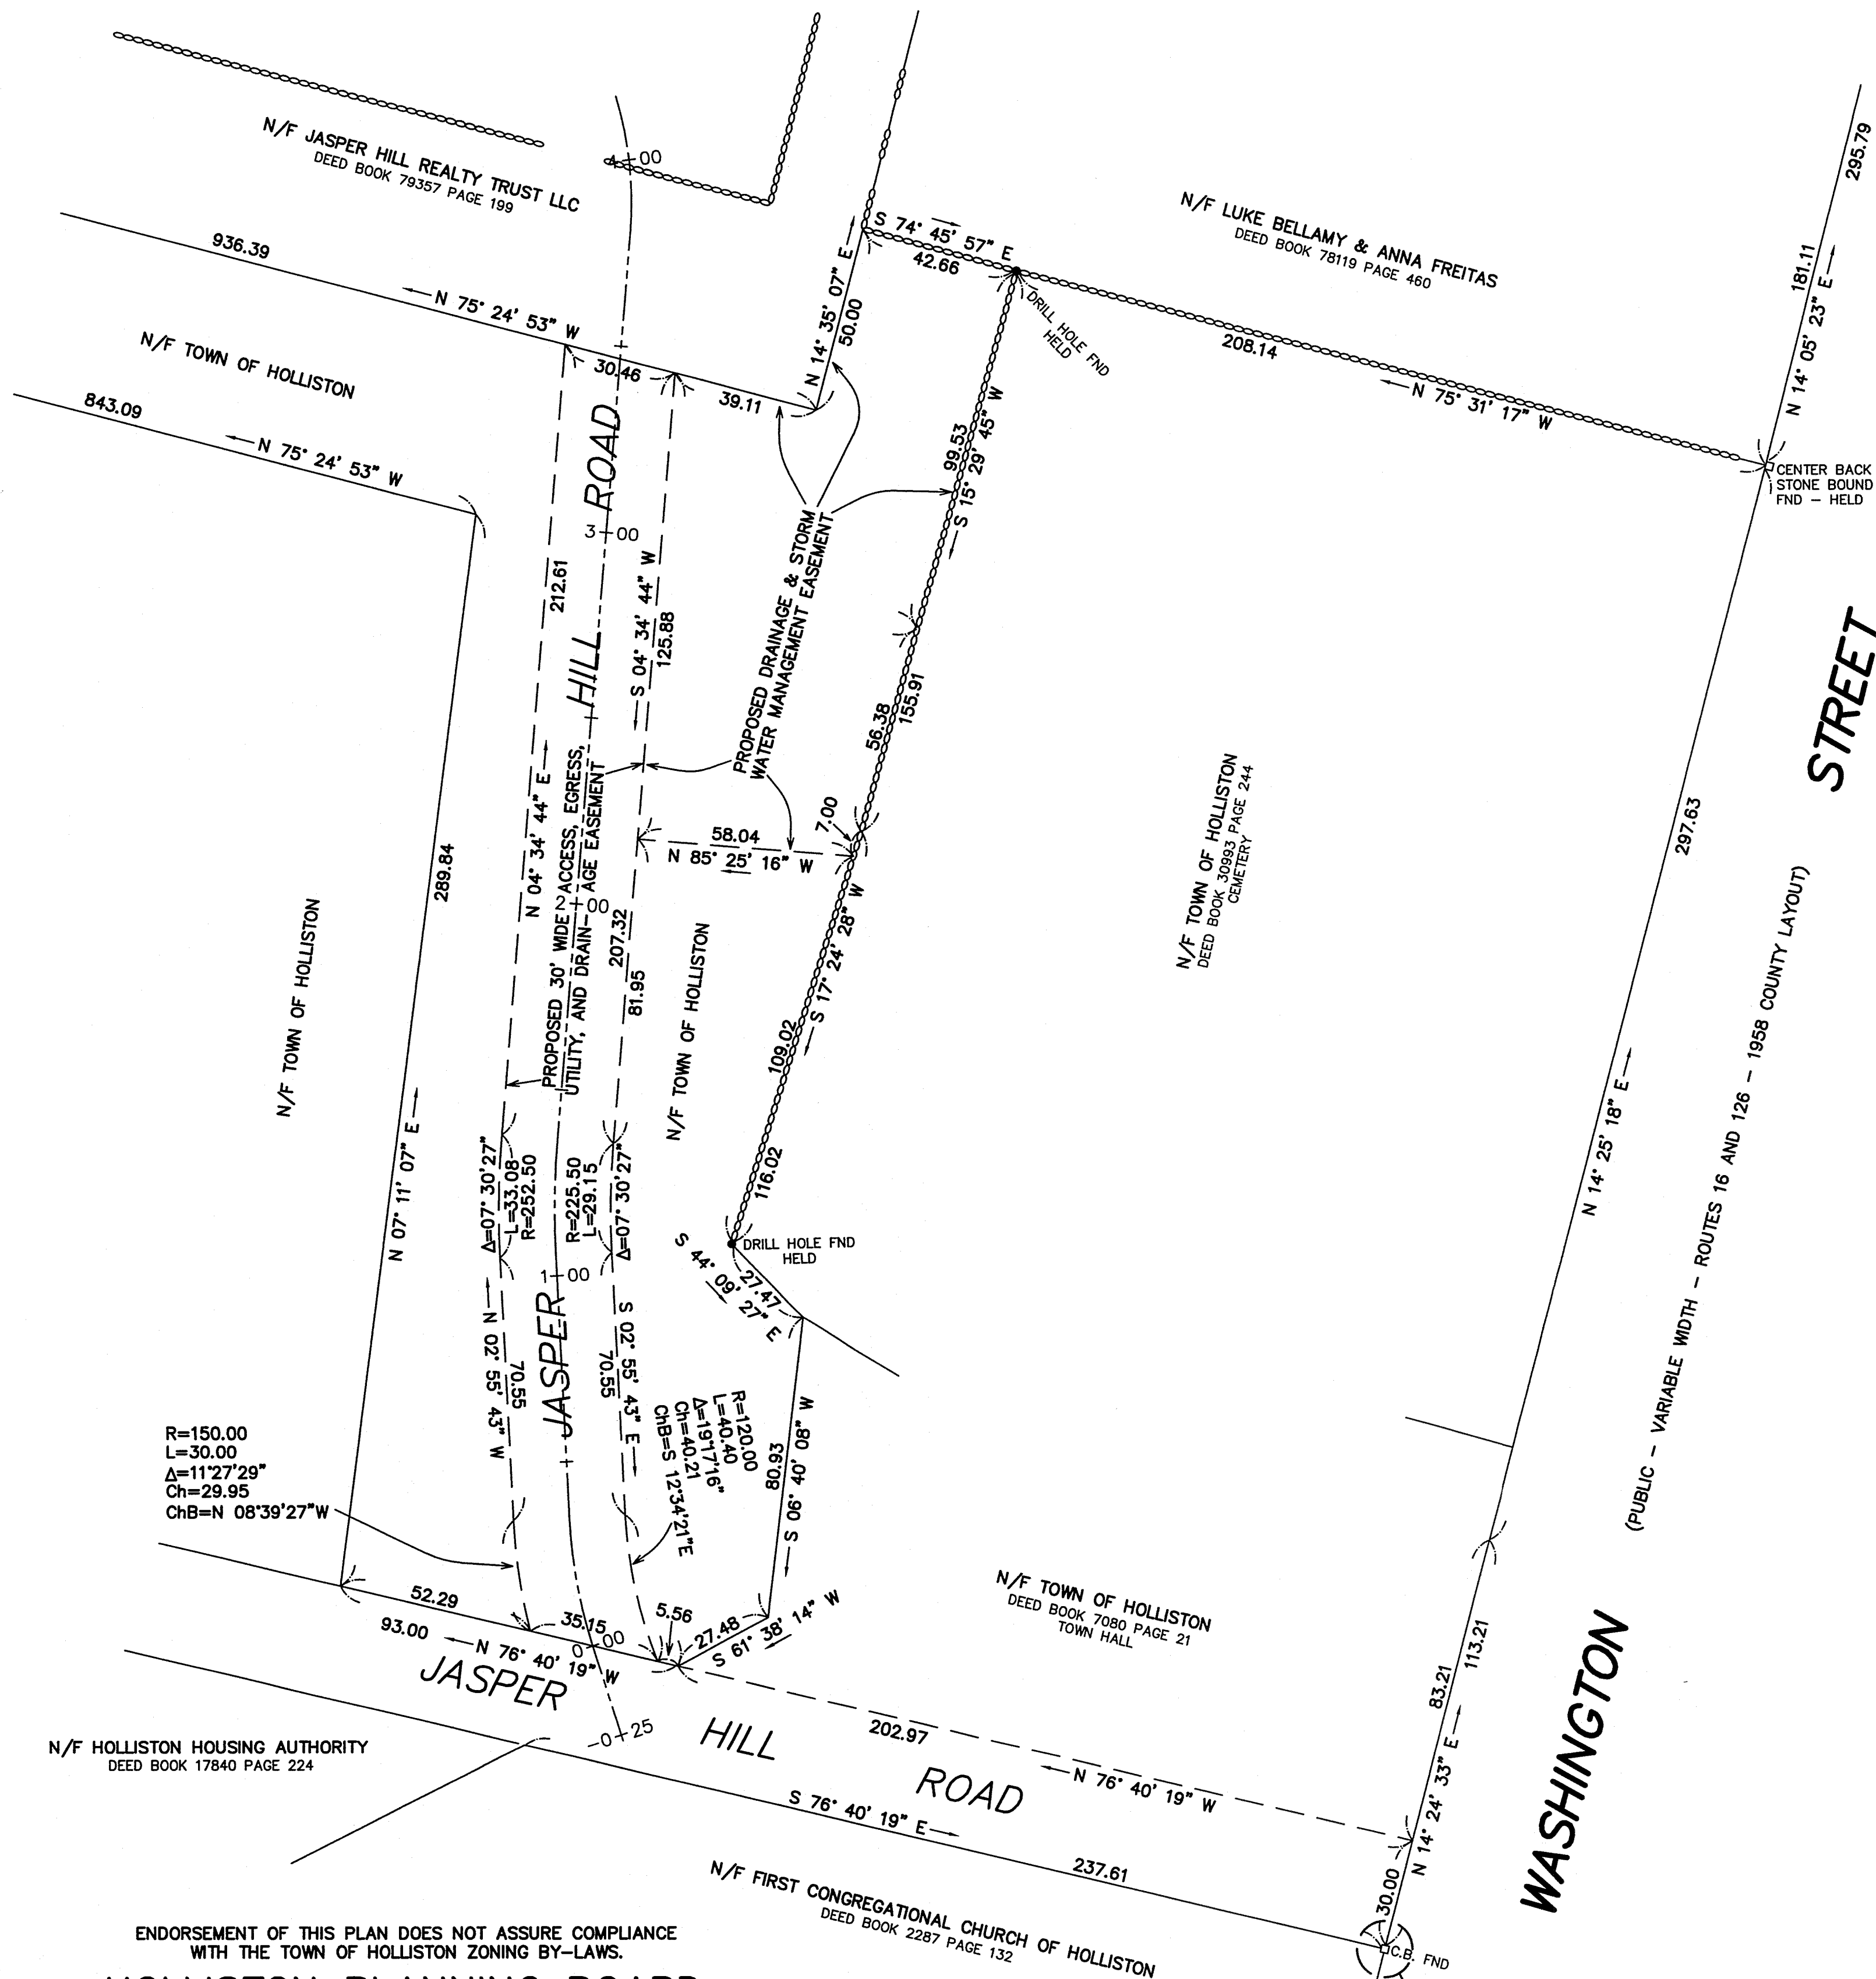 N/F JASPER HILL REALTY TRUST LLC
DEED BOOK 79357 PAGE 199
4+00
N/F LUKE BELLAMY & ANNA FREITAS
DEED BOOK 78119 PAGE 460
295.79
181.11
N 14° 05' 23" E
936.39
N 75° 24' 53" W
30.46
39.11
N 14° 35' 07" E
50.00
S 74° 45' 57" E
42.66
DRILL HOLE FND
HELD
208.14
N 75° 31' 17" W
CENTER BACK
STONE BOUND
FND - HELD
N/F TOWN OF HOLLISTON
843.09
N 75° 24' 53" W
JASPER HILL ROAD
3+00
212.61
S 04° 34' 44" W
125.88
PROPOSED DRAINAGE & STORM
WATER MANAGEMENT EASEMENT
99.53
S 15° 29' 45" W
56.38
155.91
7.00
58.04
N 85° 25' 16" W
N 04° 34' 44" E
PROPOSED 30' WIDE ACCESS, EGRESS,
UTILITY, AND DRAIN-AGE EASEMENT
2+00
207.32
81.95
N/F TOWN OF HOLLISTON
289.84
N 07° 11' 07" E
N/F TOWN OF HOLLISTON
S 17° 24' 28" W
109.02
116.02
N/F TOWN OF HOLLISTON
DEED BOOK 30993 PAGE 244
CEMETERY
297.63
N 14° 25' 18" E
WASHINGTON STREET
(PUBLIC - VARIABLE WIDTH - ROUTES 16 AND 126 - 1958 COUNTY LAYOUT)
Δ=07° 30'27"
L=33.08
R=252.50
R=225.50
L=29.15
Δ=07° 30'27"
1+00
DRILL HOLE FND
HELD
S 44° 09' 27" E
27.47
N 02° 55' 43" W
70.55
S 02° 55' 43" E
70.55
R=120.00
L=40.40
Δ=19°17'16"
Ch=40.21
ChB=S 12°34'21"E
80.93
S 06° 40' 08" W
R=150.00
L=30.00
Δ=11°27'29"
Ch=29.95
ChB=N 08°39'27"W
52.29
35.15
5.56
27.48
S 61° 38' 14" W
93.00
N 76° 40' 19" W
0+00
-0+25
JASPER HILL ROAD
N/F TOWN OF HOLLISTON
DEED BOOK 7080 PAGE 21
TOWN HALL
83.21
113.21
N 14° 24' 33" E
202.97
N 76° 40' 19" W
S 76° 40' 19" E
237.61
30.00
C.B. FND
N/F HOLLISTON HOUSING AUTHORITY
DEED BOOK 17840 PAGE 224
N/F FIRST CONGREGATIONAL CHURCH OF HOLLISTON
DEED BOOK 2287 PAGE 132
ENDORSEMENT OF THIS PLAN DOES NOT ASSURE COMPLIANCE
WITH THE TOWN OF HOLLISTON ZONING BY-LAWS.
HOLLISTON PLANNING BOARD